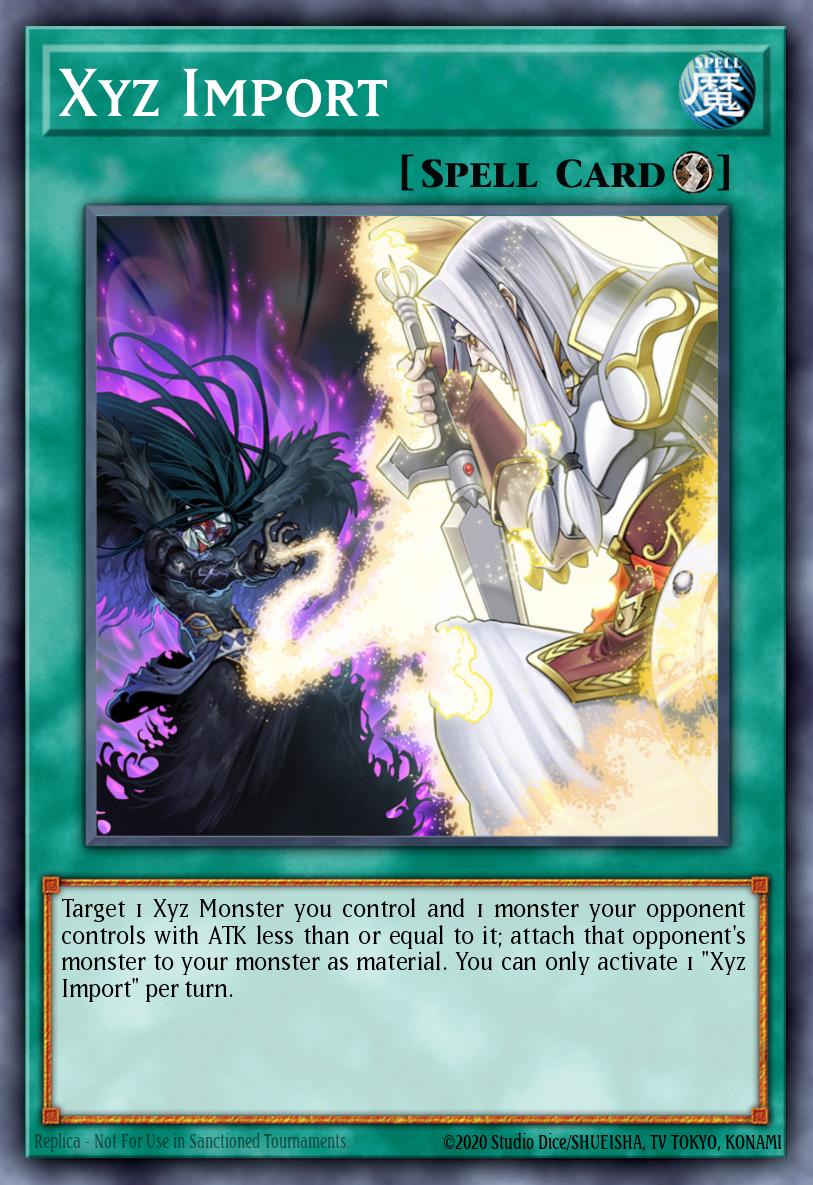 Xyz Import
SPELL
魔
[Spell Card]
Target 1 Xyz Monster you control and 1 monster your opponent
controls with ATK less than or equal to it; attach that opponent's
monster to your monster as material. You can only activate 1 "Xyz
Import" per turn.
Replica - Not For Use in Sanctioned Tournaments.
©2020 Studio Dice/SHUEISHA, TV TOKYO, KONAMI